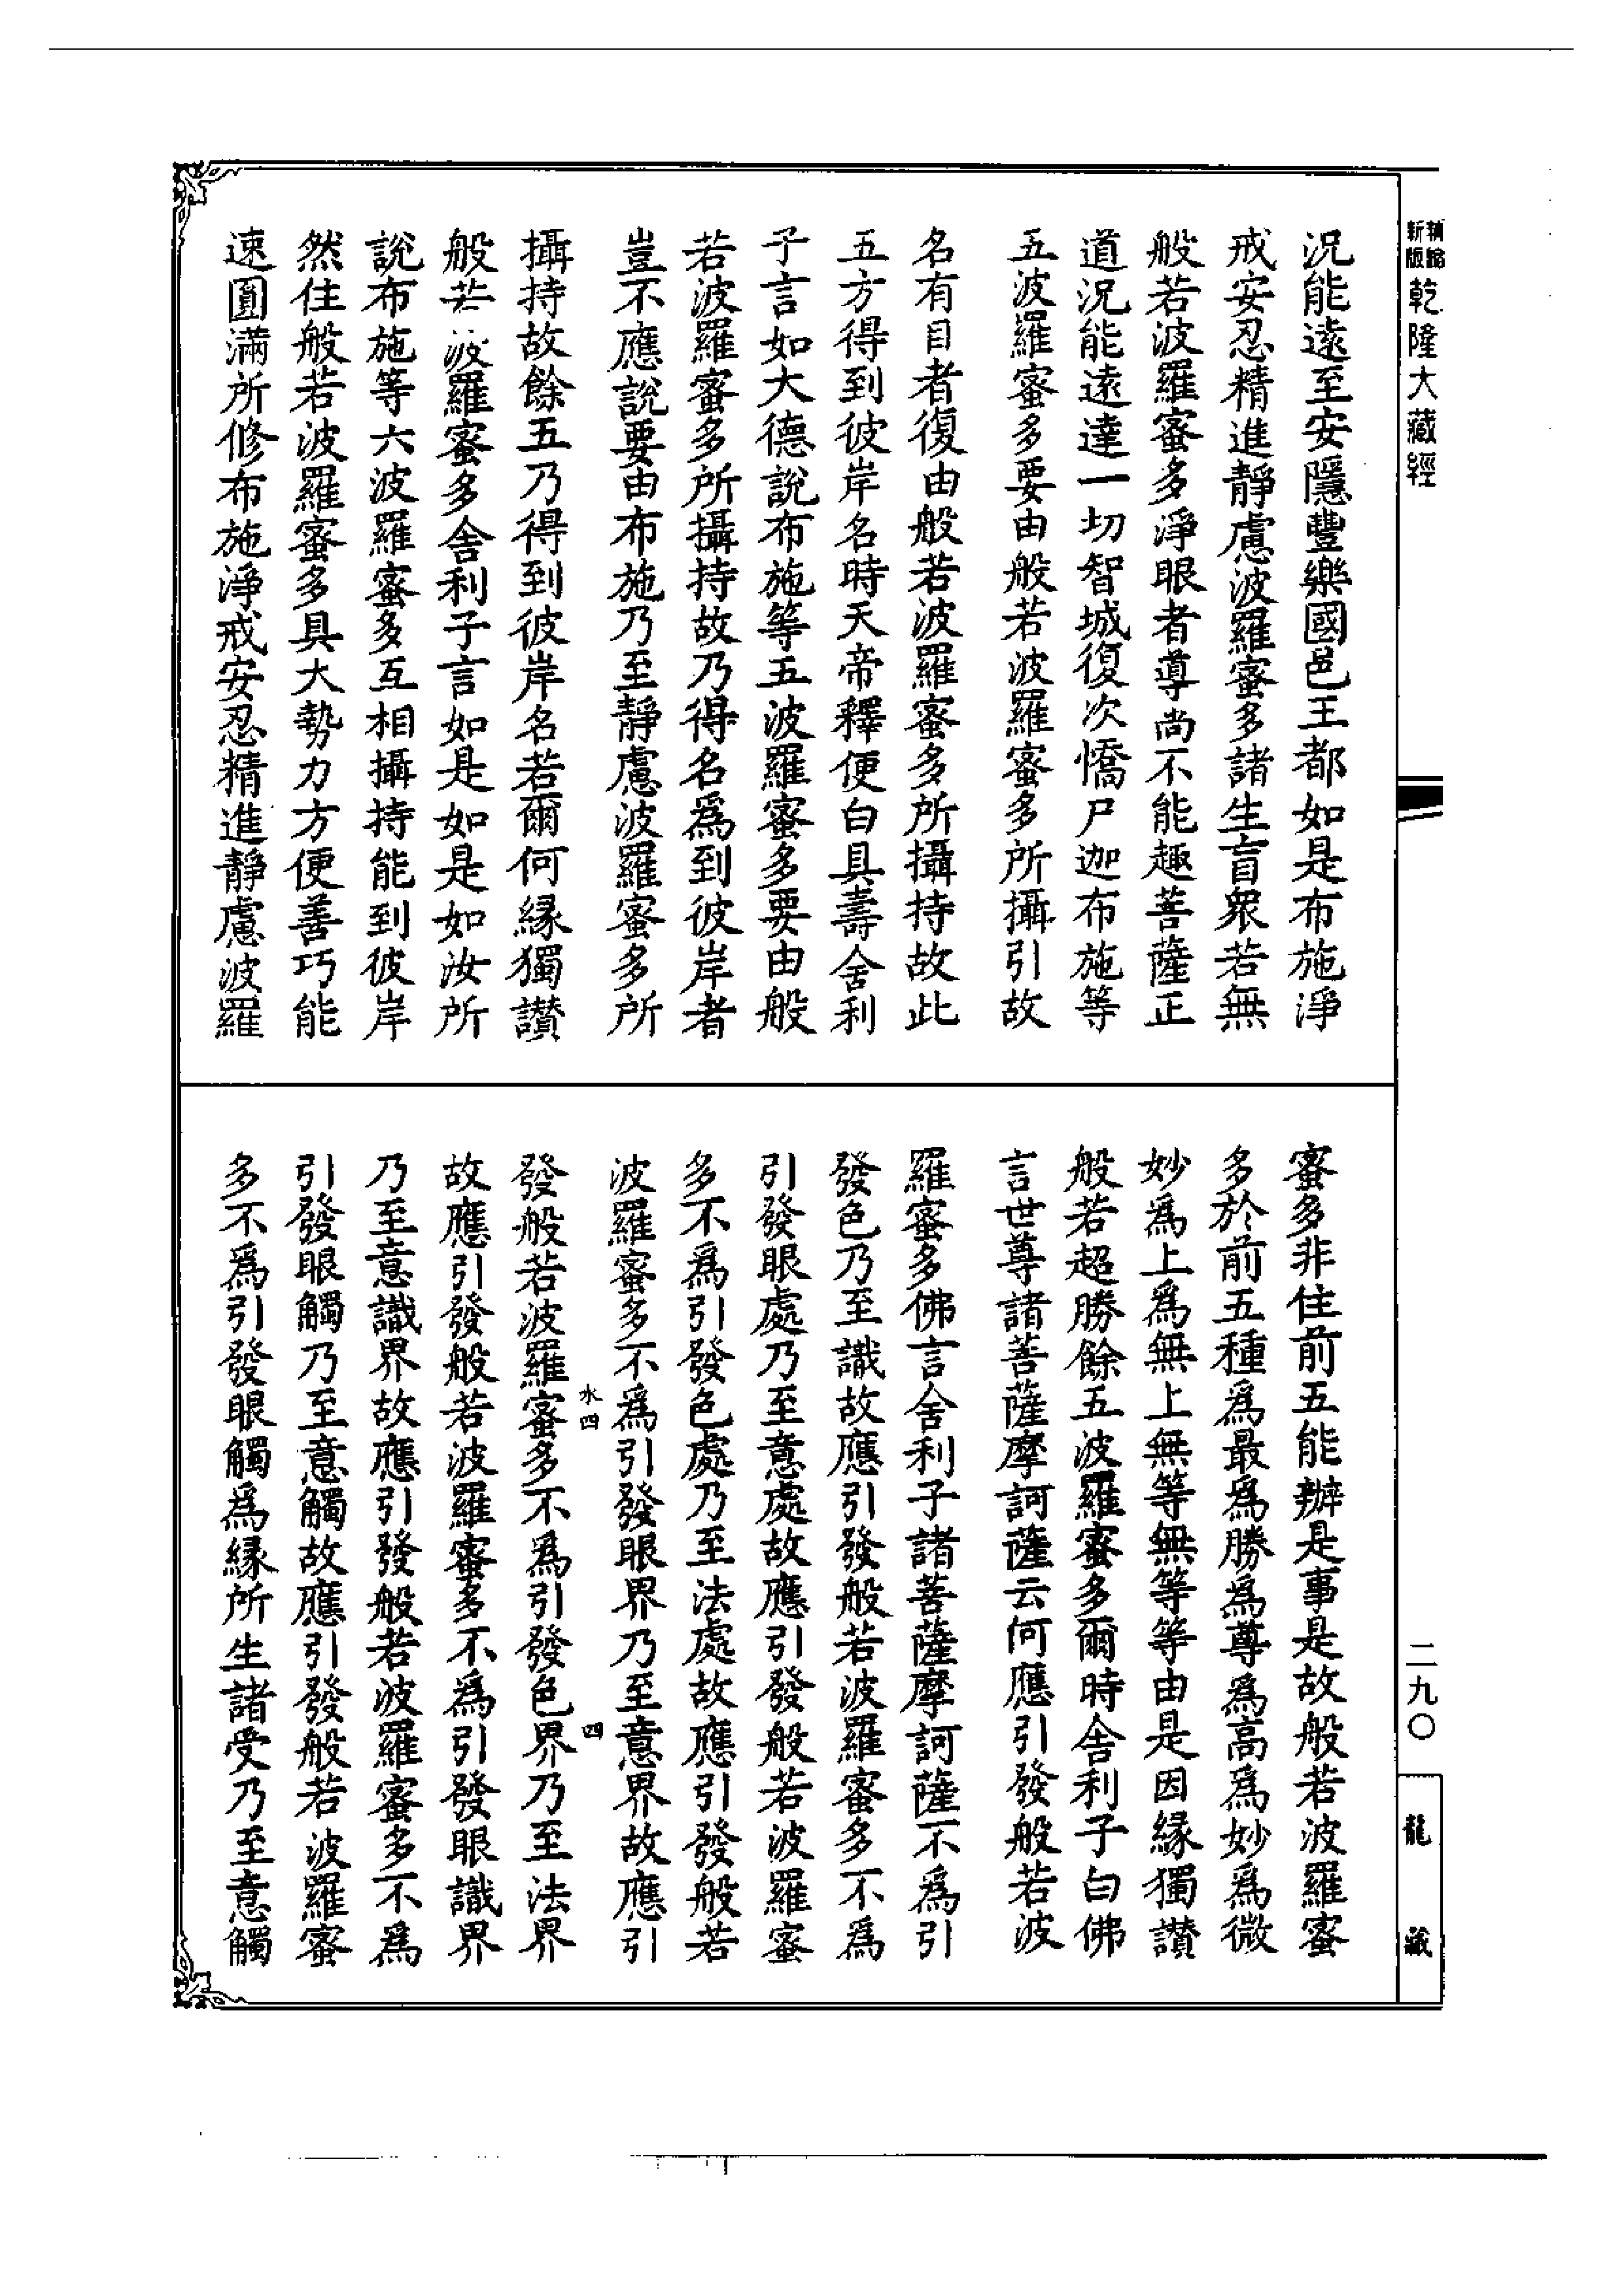 新版
乾隆大藏經
況能遠至安隱豐樂國邑王都如是布施淨
戒安忍精進靜慮波羅蜜多諸生盲眾若無
般若波羅蜜多淨眼者導尚不能趣菩薩正
道況能遠達一切智城復次憍尸迦布施等
五波羅蜜多要由般若波羅蜜多所攝引故
名有目者復由般若波羅蜜多所攝持故此
五方得到彼岸名時天帝釋便白具壽舍利
子言如大德說布施等五波羅蜜多要由般
若波羅蜜多所攝持故乃得名為到彼岸者
豈不應說要由布施乃至靜慮波羅蜜多所
攝持故餘五乃得到彼岸名若爾何緣獨讚
般若波羅蜜多舍利子言如是如是如汝所
說布施等六波羅蜜多互相攝持能到彼岸
然住般若波羅蜜多具大勢力方便善巧能
速圓滿所修布施淨戒安忍精進靜慮波羅
蜜多非住前五能辦是事是故般若波羅蜜
多於前五種為最為勝為尊為高為妙為微
妙為上為無上無等無等等由是因緣獨讚
般若超勝餘五波羅蜜多爾時舍利子白佛
言世尊諸菩薩摩訶薩云何應引發般若波
羅蜜多佛言舍利子諸菩薩摩訶薩不為引
發色乃至識故應引發般若波羅蜜多不為
引發眼處乃至意處故應引發般若波羅蜜
多不為引發色處乃至法處故應引發般若
波羅蜜多不為引發眼界乃至意界故應引
水四
四
發般若波羅蜜多不為引發色界乃至法界
故應引發般若波羅蜜多不為引發眼識界
乃至意識界故應引發般若波羅蜜多不為
引發眼觸乃至意觸故應引發般若波羅蜜
多不為引發眼觸為緣所生諸受乃至意觸
二九〇
龍藏